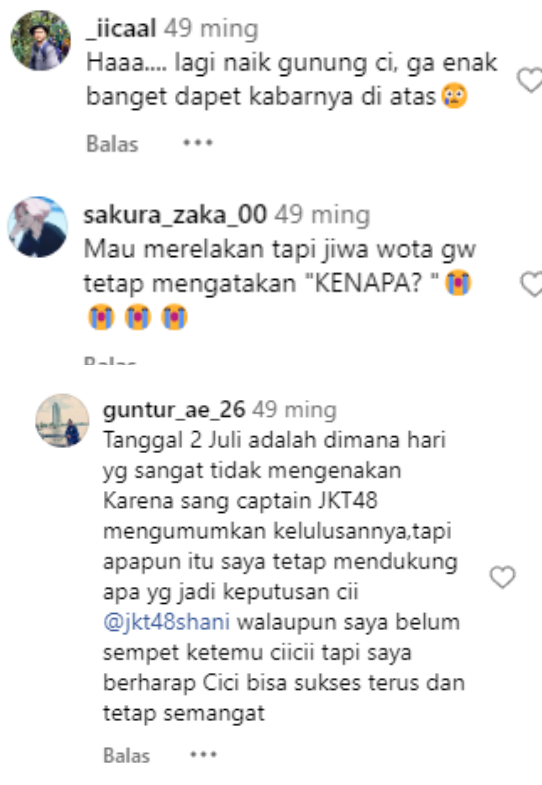 _iicaal 49 ming
Haaa.... lagi naik gunung ci, ga enak
banget dapet kabarnya di atas😢
Balas •••
sakura_zaka_00 49 ming
Mau merelakan tapi jiwa wota gw
tetap mengatakan "KENAPA? "😭
😭😭😭
Balas
guntur_ae_26 49 ming
Tanggal 2 Juli adalah dimana hari
yg sangat tidak mengenakan
Karena sang captain JKT48
mengumumkan kelulusannya,tapi
apapun itu saya tetap mendukung
apa yg jadi keputusan cii
@jkt48shani walaupun saya belum
sempet ketemu ciicii tapi saya
berharap Cici bisa sukses terus dan
tetap semangat
Balas •••